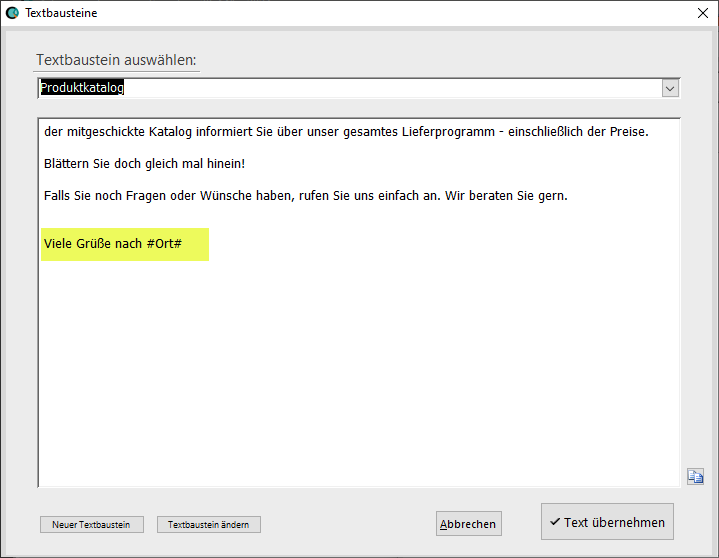 Textbausteine
Textbaustein auswählen:
Produktkatalog
der mitgeschickte Katalog informiert Sie über unser gesamtes Lieferprogramm - einschließlich der Preise.
Blättern Sie doch gleich mal hinein!
Falls Sie noch Fragen oder Wünsche haben, rufen Sie uns einfach an. Wir beraten Sie gern.
Viele Grüße nach #Ort#
Neuer Textbaustein
Textbaustein ändern
Abbrechen
Text übernehmen